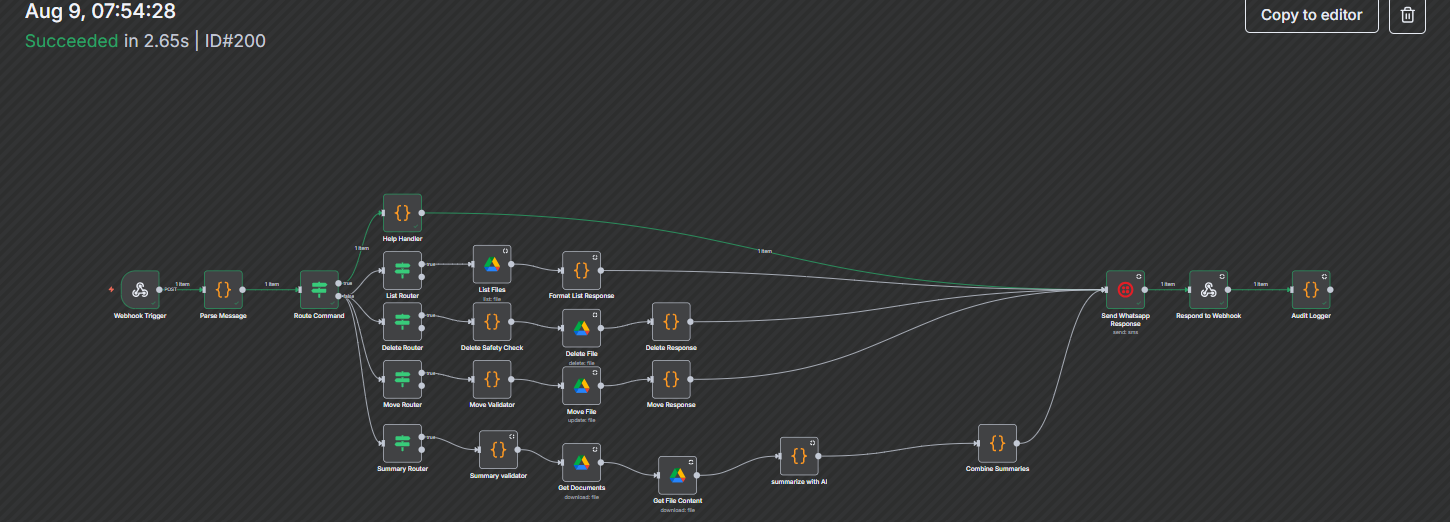 Aug 9, 07:54:28
Copy to editor
Succeeded in 2.65s | ID#200
Help Handler
1 item
1 item
true
List Router
List Files
list: file
Format List Response
POST
1 item
1 item
true
false
Webhook Trigger
Parse Message
Route Command
1 item
1 item
Send Whatsapp
Response
send: sms
Respond to Webhook
Audit Logger
true
Delete Router
Delete Safety Check
Delete File
delete: file
Delete Response
true
Move Router
Move Validator
Move File
update: file
Move Response
true
Summary Router
Summary validator
Get Documents
download: file
Get File Content
download: file
summarize with AI
Combine Summaries